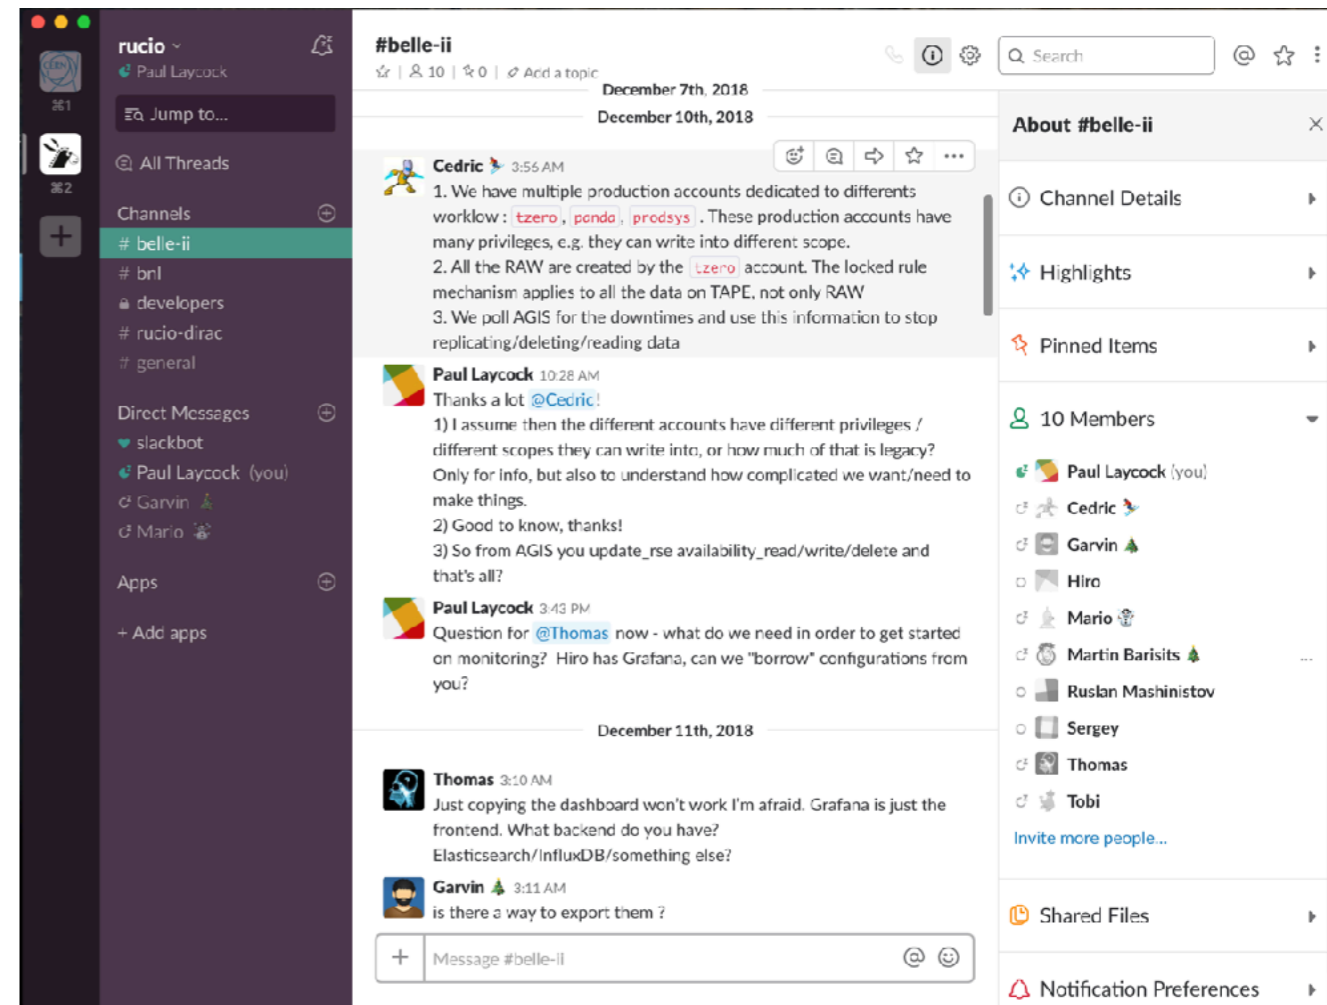 rucio
Paul Laycock
⌘1
Jump to...
All Threads
⌘2
Channels
# belle-ii
# bnl
developers
# rucio-dirac
# general
Direct Messages
slackbot
Paul Laycock (you)
Garvin
Mario
Apps
+ Add apps
#belle-ii
10 | 0 | Add a topic
Search
December 7th, 2018
December 10th, 2018
Cedric 3:56 AM
1. We have multiple production accounts dedicated to differents
worklow : tzero, panda, prodsys . These production accounts have
many privileges, e.g. they can write into different scope.
2. All the RAW are created by the tzero account. The locked rule
mechanism applies to all the data on TAPE, not only RAW
3. We poll AGIS for the downtimes and use this information to stop
replicating/deleting/reading data
Paul Laycock 10:28 AM
Thanks a lot @Cedric!
1) I assume then the different accounts have different privileges /
different scopes they can write into, or how much of that is legacy?
Only for info, but also to understand how complicated we want/need to
make things.
2) Good to know, thanks!
3) So from AGIS you update_rse availability_read/write/delete and
that's all?
Paul Laycock 3:43 PM
Question for @Thomas now - what do we need in order to get started
on monitoring? Hiro has Grafana, can we "borrow" configurations from
you?
December 11th, 2018
Thomas 3:10 AM
Just copying the dashboard won't work I'm afraid. Grafana is just the
frontend. What backend do you have?
Elasticsearch/InfluxDB/something else?
Garvin 3:11 AM
is there a way to export them ?
Message #belle-ii
About #belle-ii
Channel Details
Highlights
Pinned Items
10 Members
Paul Laycock (you)
Cedric
Garvin
Hiro
Mario
Martin Barisits
Ruslan Mashinistov
Sergey
Thomas
Tobi
Invite more people...
Shared Files
Notification Preferences